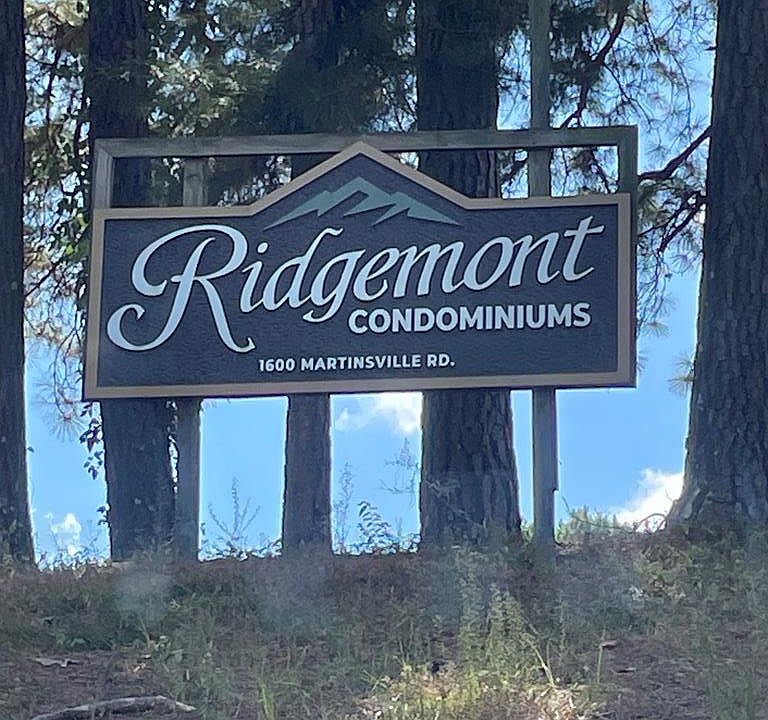 Ridgemont
CONDOMINIUMS
1600 MARTINSVILLE RD.